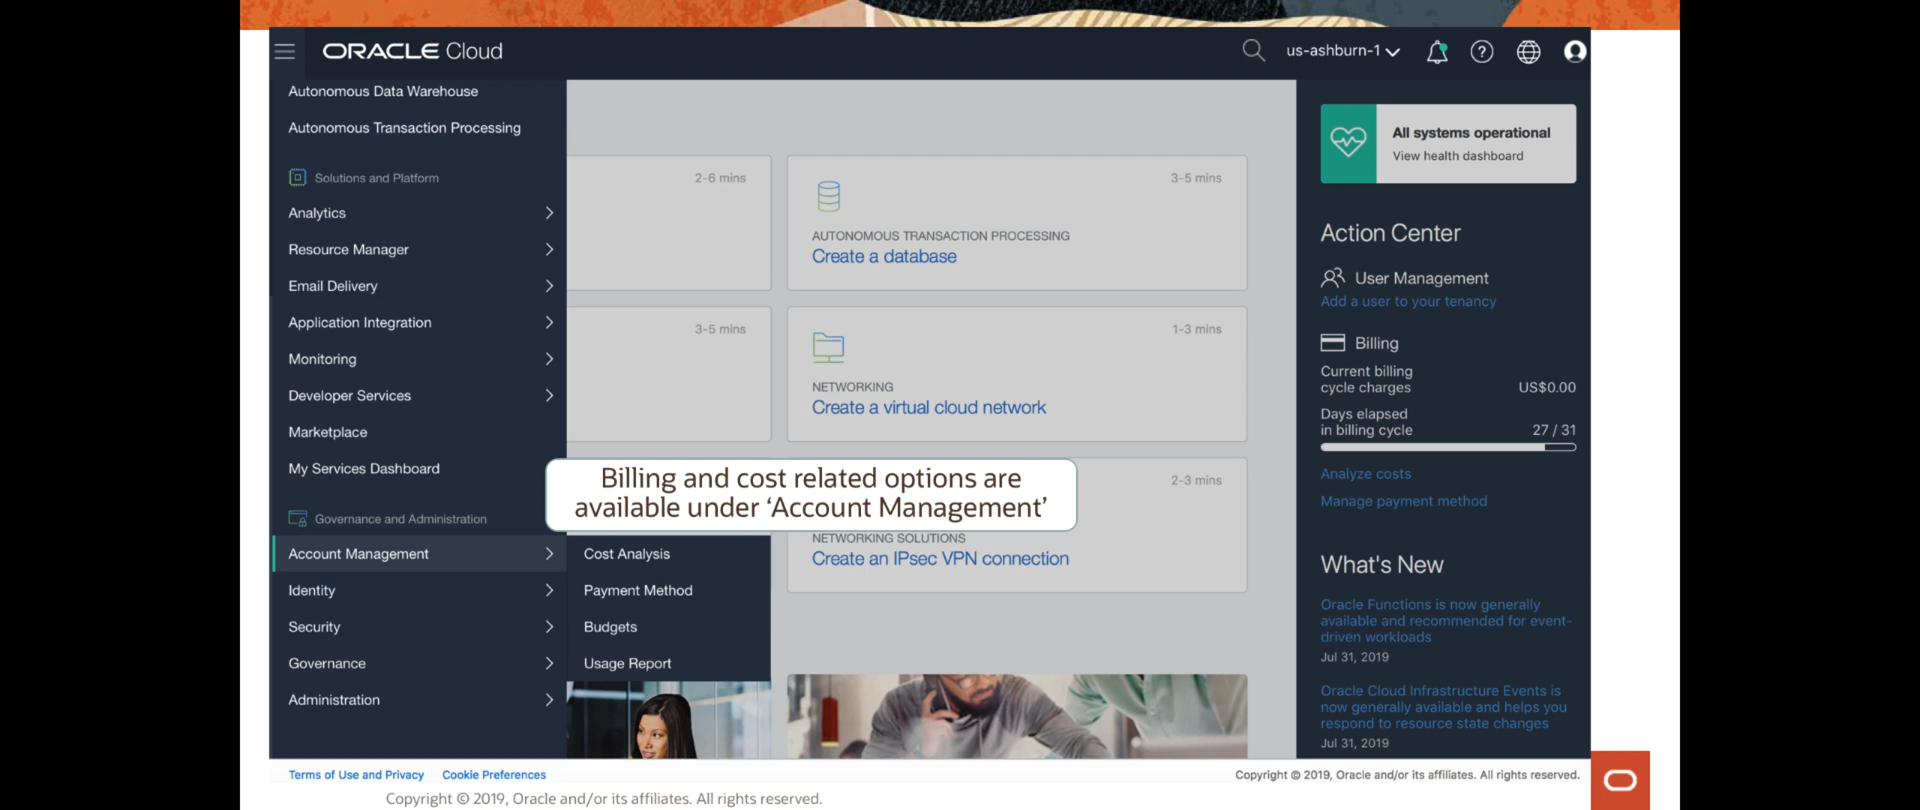 ORACLE Cloud
us-ashburn-1
Autonomous Data Warehouse
Autonomous Transaction Processing
Solutions and Platform
Analytics
Resource Manager
Email Delivery
Application Integration
Monitoring
Developer Services
Marketplace
My Services Dashboard
Governance and Administration
Account Management
Identity
Security
Governance
Administration
Cost Analysis
Payment Method
Budgets
Usage Report
Billing and cost related options are
available under ‘Account Management’
2-6 mins
3-5 mins
AUTONOMOUS TRANSACTION PROCESSING
Create a database
3-5 mins
1-3 mins
NETWORKING
Create a virtual cloud network
2-3 mins
NETWORKING SOLUTIONS
Create an IPsec VPN connection
All systems operational
View health dashboard
Action Center
User Management
Add a user to your tenancy
Billing
Current billing
cycle charges US$0.00
Days elapsed
in billing cycle 27 / 31
Analyze costs
Manage payment method
What's New
Oracle Functions is now generally
available and recommended for event-
driven workloads
Jul 31, 2019
Oracle Cloud Infrastructure Events is
now generally available and helps you
respond to resource state changes
Jul 31, 2019
Terms of Use and Privacy Cookie Preferences
Copyright © 2019, Oracle and/or its affiliates. All rights reserved.
Copyright © 2019, Oracle and/or its affiliates. All rights reserved.